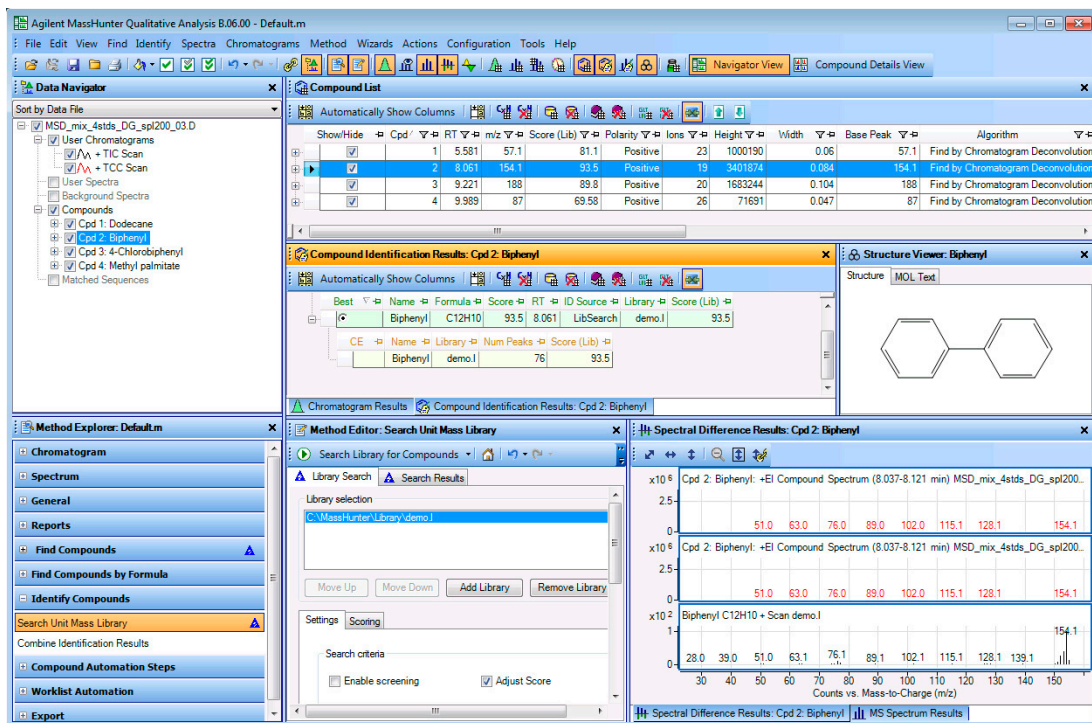 Agilent MassHunter Qualitative Analysis B.06.00 - Default.m
File Edit View Find Identify Spectra Chromatograms Method Wizards Actions Configuration Tools Help
Navigator View Compound Details View
Data Navigator
Sort by Data File
MSD_mix_4stds_DG_spl200_03.D
User Chromatograms
+ TIC Scan
+ TCC Scan
User Spectra
Background Spectra
Compounds
Cpd 1: Dodecane
Cpd 2: Biphenyl
Cpd 3: 4-Chlorobiphenyl
Cpd 4: Methyl palmitate
Matched Sequences
Compound List
Automatically Show Columns
Show/Hide Cpd RT m/z Score (Lib) Polarity Ions Height Width Base Peak Algorithm
1 5.581 57.1 81.1 Positive 23 1000190 0.06 57.1 Find by Chromatogram Deconvolution
2 8.061 154.1 93.5 Positive 19 3401874 0.084 154.1 Find by Chromatogram Deconvolution
3 9.221 188 89.8 Positive 20 1683244 0.104 188 Find by Chromatogram Deconvolution
4 9.989 87 69.58 Positive 26 71691 0.047 87 Find by Chromatogram Deconvolution
Compound Identification Results: Cpd 2: Biphenyl
Automatically Show Columns
Best Name Formula Score RT ID Source Library Score (Lib)
Biphenyl C12H10 93.5 8.061 LibSearch demo.l 93.5
CE Name Library Num Peaks Score (Lib)
Biphenyl demo.l 76 93.5
Chromatogram Results Compound Identification Results: Cpd 2: Biphenyl
Structure Viewer: Biphenyl
Structure MOL Text
Method Explorer: Default.m
Chromatogram
Spectrum
General
Reports
Find Compounds
Find Compounds by Formula
Identify Compounds
Search Unit Mass Library
Combine Identification Results
Compound Automation Steps
Worklist Automation
Export
Method Editor: Search Unit Mass Library
Search Library for Compounds
Library Search Search Results
Library selection
C:\MassHunter\Library\demo.l
Move Up Move Down Add Library Remove Library
Settings Scoring
Search criteria
Enable screening Adjust Score
Spectral Difference Results: Cpd 2: Biphenyl
x10 6 Cpd 2: Biphenyl: +EI Compound Spectrum (8.037-8.121 min) MSD_mix_4stds_DG_spl200...
2.5
0 51.0 63.0 76.0 89.0 102.0 115.1 128.1 154.1
x10 6 Cpd 2: Biphenyl: +EI Compound Spectrum (8.037-8.121 min) MSD_mix_4stds_DG_spl200...
2.5
0 51.0 63.0 76.0 89.0 102.0 115.1 128.1 154.1
x10 2 Biphenyl C12H10 + Scan demo.l
1 154.1
0 28.0 39.0 51.0 63.1 76.1 89.1 102.1 115.1 128.1 139.1
30 40 50 60 70 80 90 100 110 120 130 140 150
Counts vs. Mass-to-Charge (m/z)
Spectral Difference Results: Cpd 2: Biphenyl MS Spectrum Results